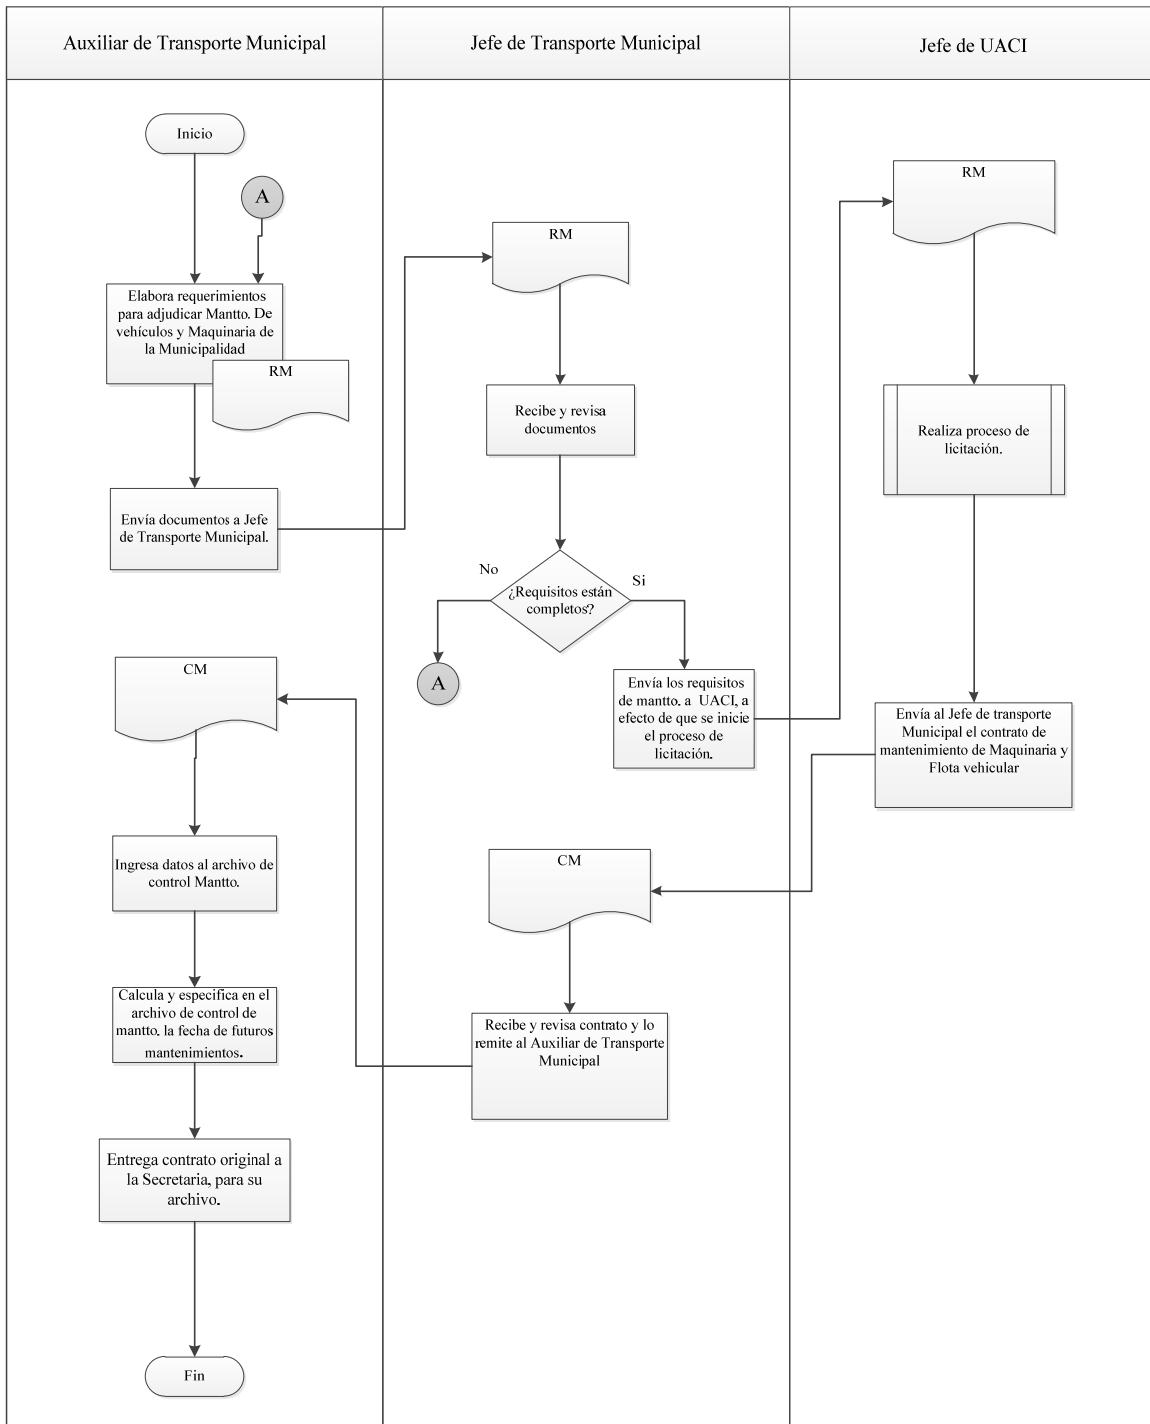 Auxiliar de Transporte Municipal
Jefe de Transporte Municipal
Jefe de UACI
Inicio
A
Elabora requerimientos
para adjudicar Mantto. De
vehículos y Maquinaria de
la Municipalidad
RM
Envía documentos a Jefe
de Transporte Municipal.
RM
Recibe y revisa
documentos
¿Requisitos están
completos?
No
Si
A
Envía los requisitos
de mantto. a UACI, a
efecto de que se inicie
el proceso de
licitación.
RM
Realiza proceso de
licitación.
Envía al Jefe de transporte
Municipal el contrato de
mantenimiento de Maquinaria y
Flota vehicular
CM
Recibe y revisa contrato y lo
remite al Auxiliar de Transporte
Municipal
CM
Ingresa datos al archivo de
control Mantto.
Calcula y especifica en el
archivo de control de
mantto. la fecha de futuros
mantenimientos.
Entrega contrato original a
la Secretaria, para su
archivo.
Fin